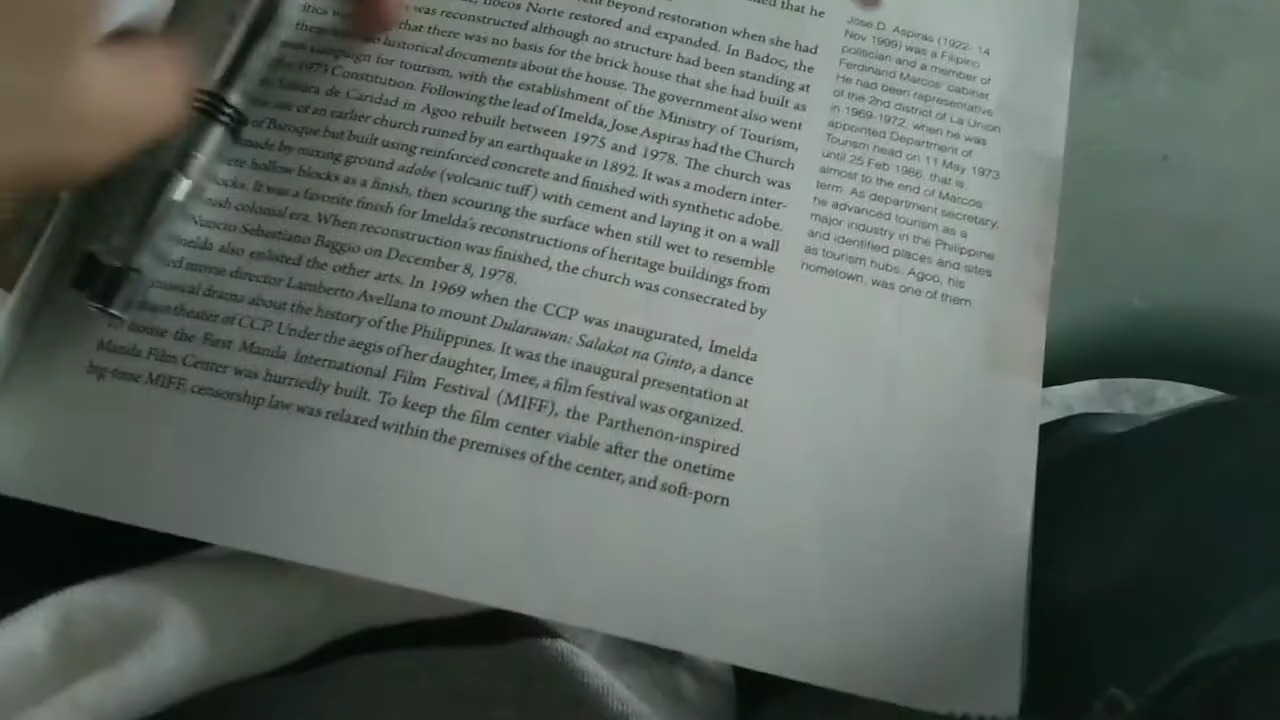 that he
beyond restoration when she had
Ilocos Norte restored and expanded. In Badoc, the
was reconstructed although no structure had been standing at
that there was no basis for the brick house that she had built as
historical documents about the house. The government also went
campaign for tourism, with the establishment of the Ministry of Tourism,
1973 Constitution. Following the lead of Imelda, Jose Aspiras had the Church
de Caridad in Agoo rebuilt between 1975 and 1978. The church was
of an earlier church ruined by an earthquake in 1892. It was a modern inter-
of Baroque but built using reinforced concrete and finished with synthetic adobe.
made by mixing ground adobe (volcanic tuff) with cement and laying it on a wall
hollow blocks as a finish, then scouring the surface when still wet to resemble
It was a favorite finish for Imelda's reconstructions of heritage buildings from
colonial era. When reconstruction was finished, the church was consecrated by
Nuncio Sebastiano Baggio on December 8, 1978.
Imelda also enlisted the other arts. In 1969 when the CCP was inaugurated, Imelda
movie director Lamberto Avellana to mount Dularawan: Salakot na Ginto, a dance
musical drama about the history of the Philippines. It was the inaugural presentation at
theater of CCP. Under the aegis of her daughter, Imee, a film festival was organized.
To house the First Manila International Film Festival (MIFF), the Parthenon-inspired
Manila Film Center was hurriedly built. To keep the film center viable after the onetime
big-time MIFF, censorship law was relaxed within the premises of the center, and soft-porn
Jose D. Aspiras (1922- 14
Nov 1999) was a Filipino
politician and a member of
Ferdinand Marcos' cabinet.
He had been representative
of the 2nd district of La Union
in 1969-1972, when he was
appointed Department of
Tourism head on 11 May 1973
until 25 Feb 1986, that is,
almost to the end of Marcos'
term. As department secretary,
he advanced tourism as a
major industry in the Philippine
and identified places and sites
as tourism hubs. Agoo, his
hometown, was one of them